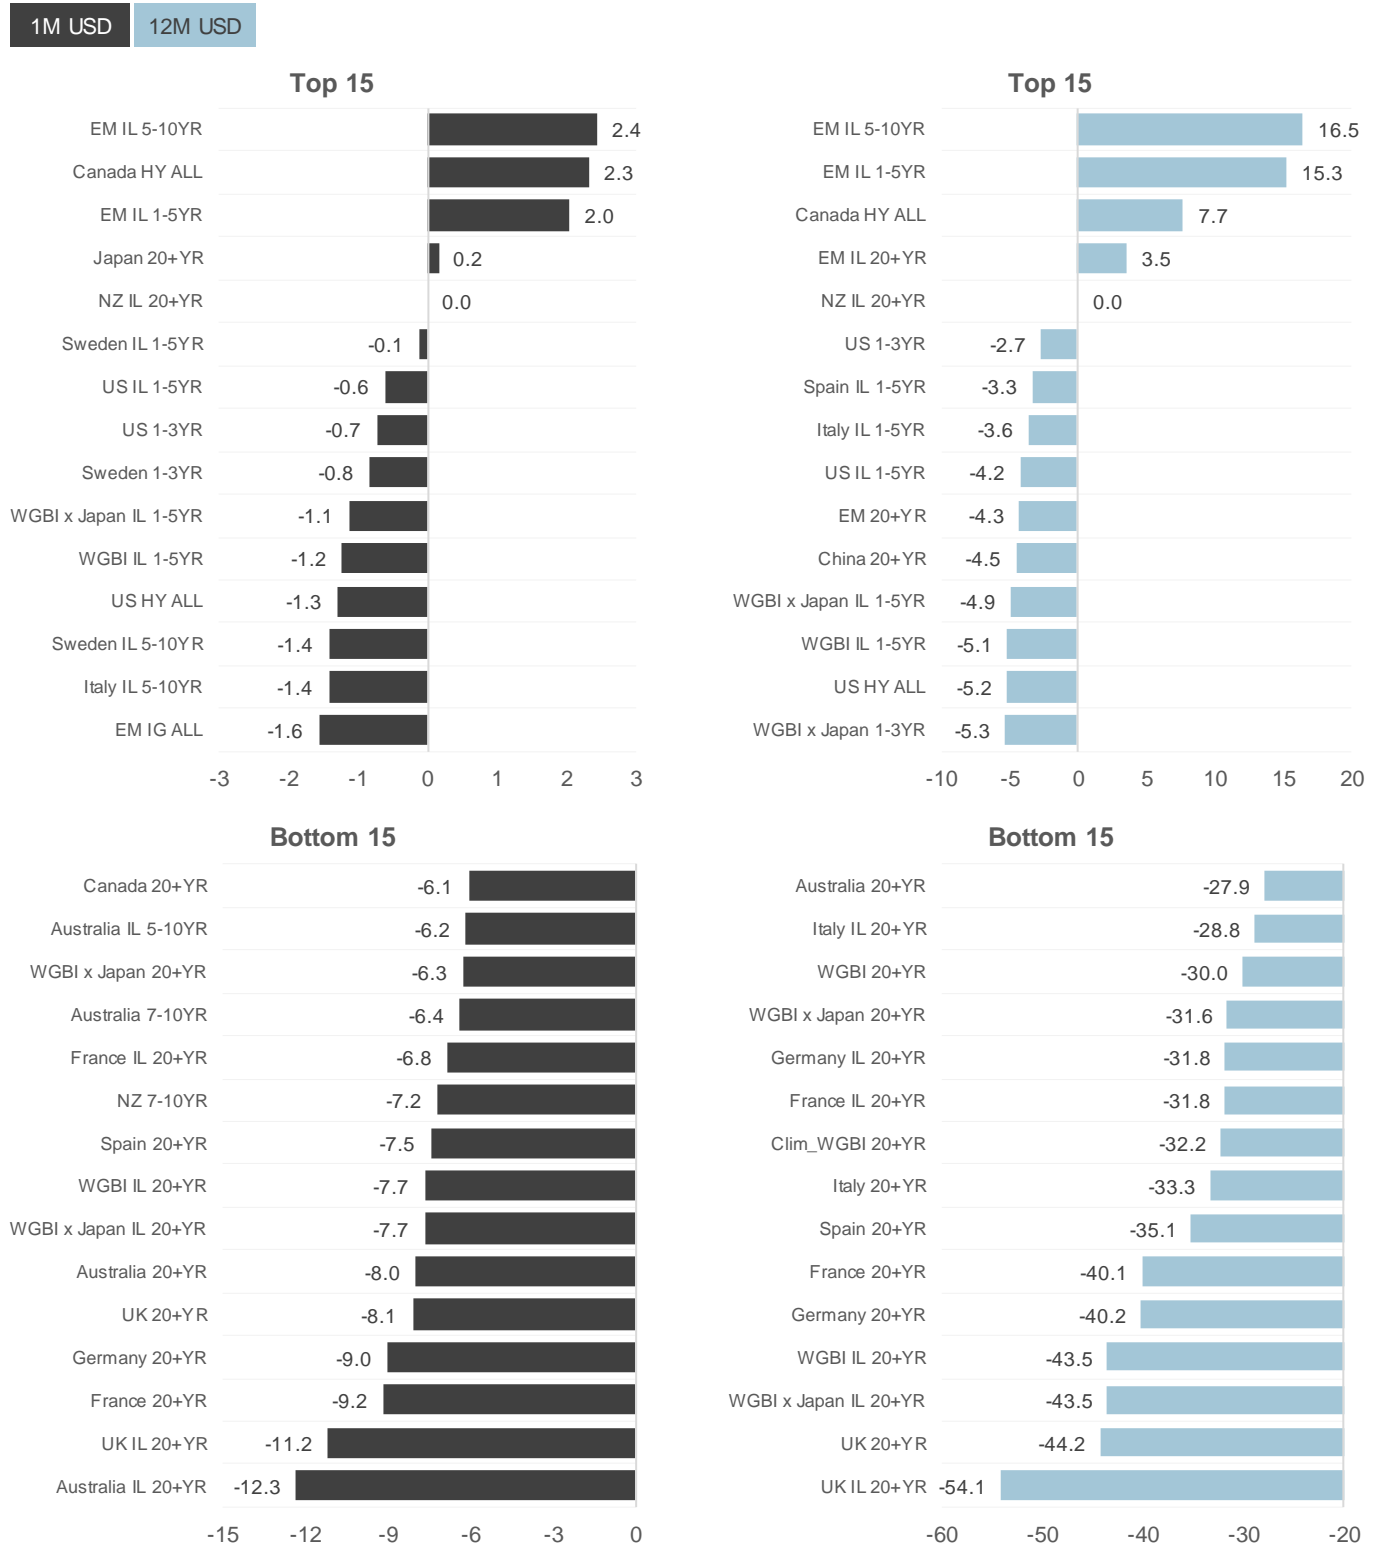 1M USD 12M USD
Top 15
EM IL 5-10YR 2.4
Canada HY ALL 2.3
EM IL 1-5YR 2.0
Japan 20+YR 0.2
NZ IL 20+YR 0.0
Sweden IL 1-5YR -0.1
US IL 1-5YR -0.6
US 1-3YR -0.7
Sweden 1-3YR -0.8
WGBI x Japan IL 1-5YR -1.1
WGBI IL 1-5YR -1.2
US HY ALL -1.3
Sweden IL 5-10YR -1.4
Italy IL 5-10YR -1.4
EM IG ALL -1.6
-3 -2 -1 0 1 2 3
Top 15
EM IL 5-10YR 16.5
EM IL 1-5YR 15.3
Canada HY ALL 7.7
EM IL 20+YR 3.5
NZ IL 20+YR 0.0
US 1-3YR -2.7
Spain IL 1-5YR -3.3
Italy IL 1-5YR -3.6
US IL 1-5YR -4.2
EM 20+YR -4.3
China 20+YR -4.5
WGBI x Japan IL 1-5YR -4.9
WGBI IL 1-5YR -5.1
US HY ALL -5.2
WGBI x Japan 1-3YR -5.3
-10 -5 0 5 10 15 20
Bottom 15
Canada 20+YR -6.1
Australia IL 5-10YR -6.2
WGBI x Japan 20+YR -6.3
Australia 7-10YR -6.4
France IL 20+YR -6.8
NZ 7-10YR -7.2
Spain 20+YR -7.5
WGBI IL 20+YR -7.7
WGBI x Japan IL 20+YR -7.7
Australia 20+YR -8.0
UK 20+YR -8.1
Germany 20+YR -9.0
France 20+YR -9.2
UK IL 20+YR -11.2
Australia IL 20+YR -12.3
-15 -12 -9 -6 -3 0
Bottom 15
Australia 20+YR -27.9
Italy IL 20+YR -28.8
WGBI 20+YR -30.0
WGBI x Japan 20+YR -31.6
Germany IL 20+YR -31.8
France IL 20+YR -31.8
Clim_WGBI 20+YR -32.2
Italy 20+YR -33.3
Spain 20+YR -35.1
France 20+YR -40.1
Germany 20+YR -40.2
WGBI IL 20+YR -43.5
WGBI x Japan IL 20+YR -43.5
UK 20+YR -44.2
UK IL 20+YR -54.1
-60 -50 -40 -30 -20